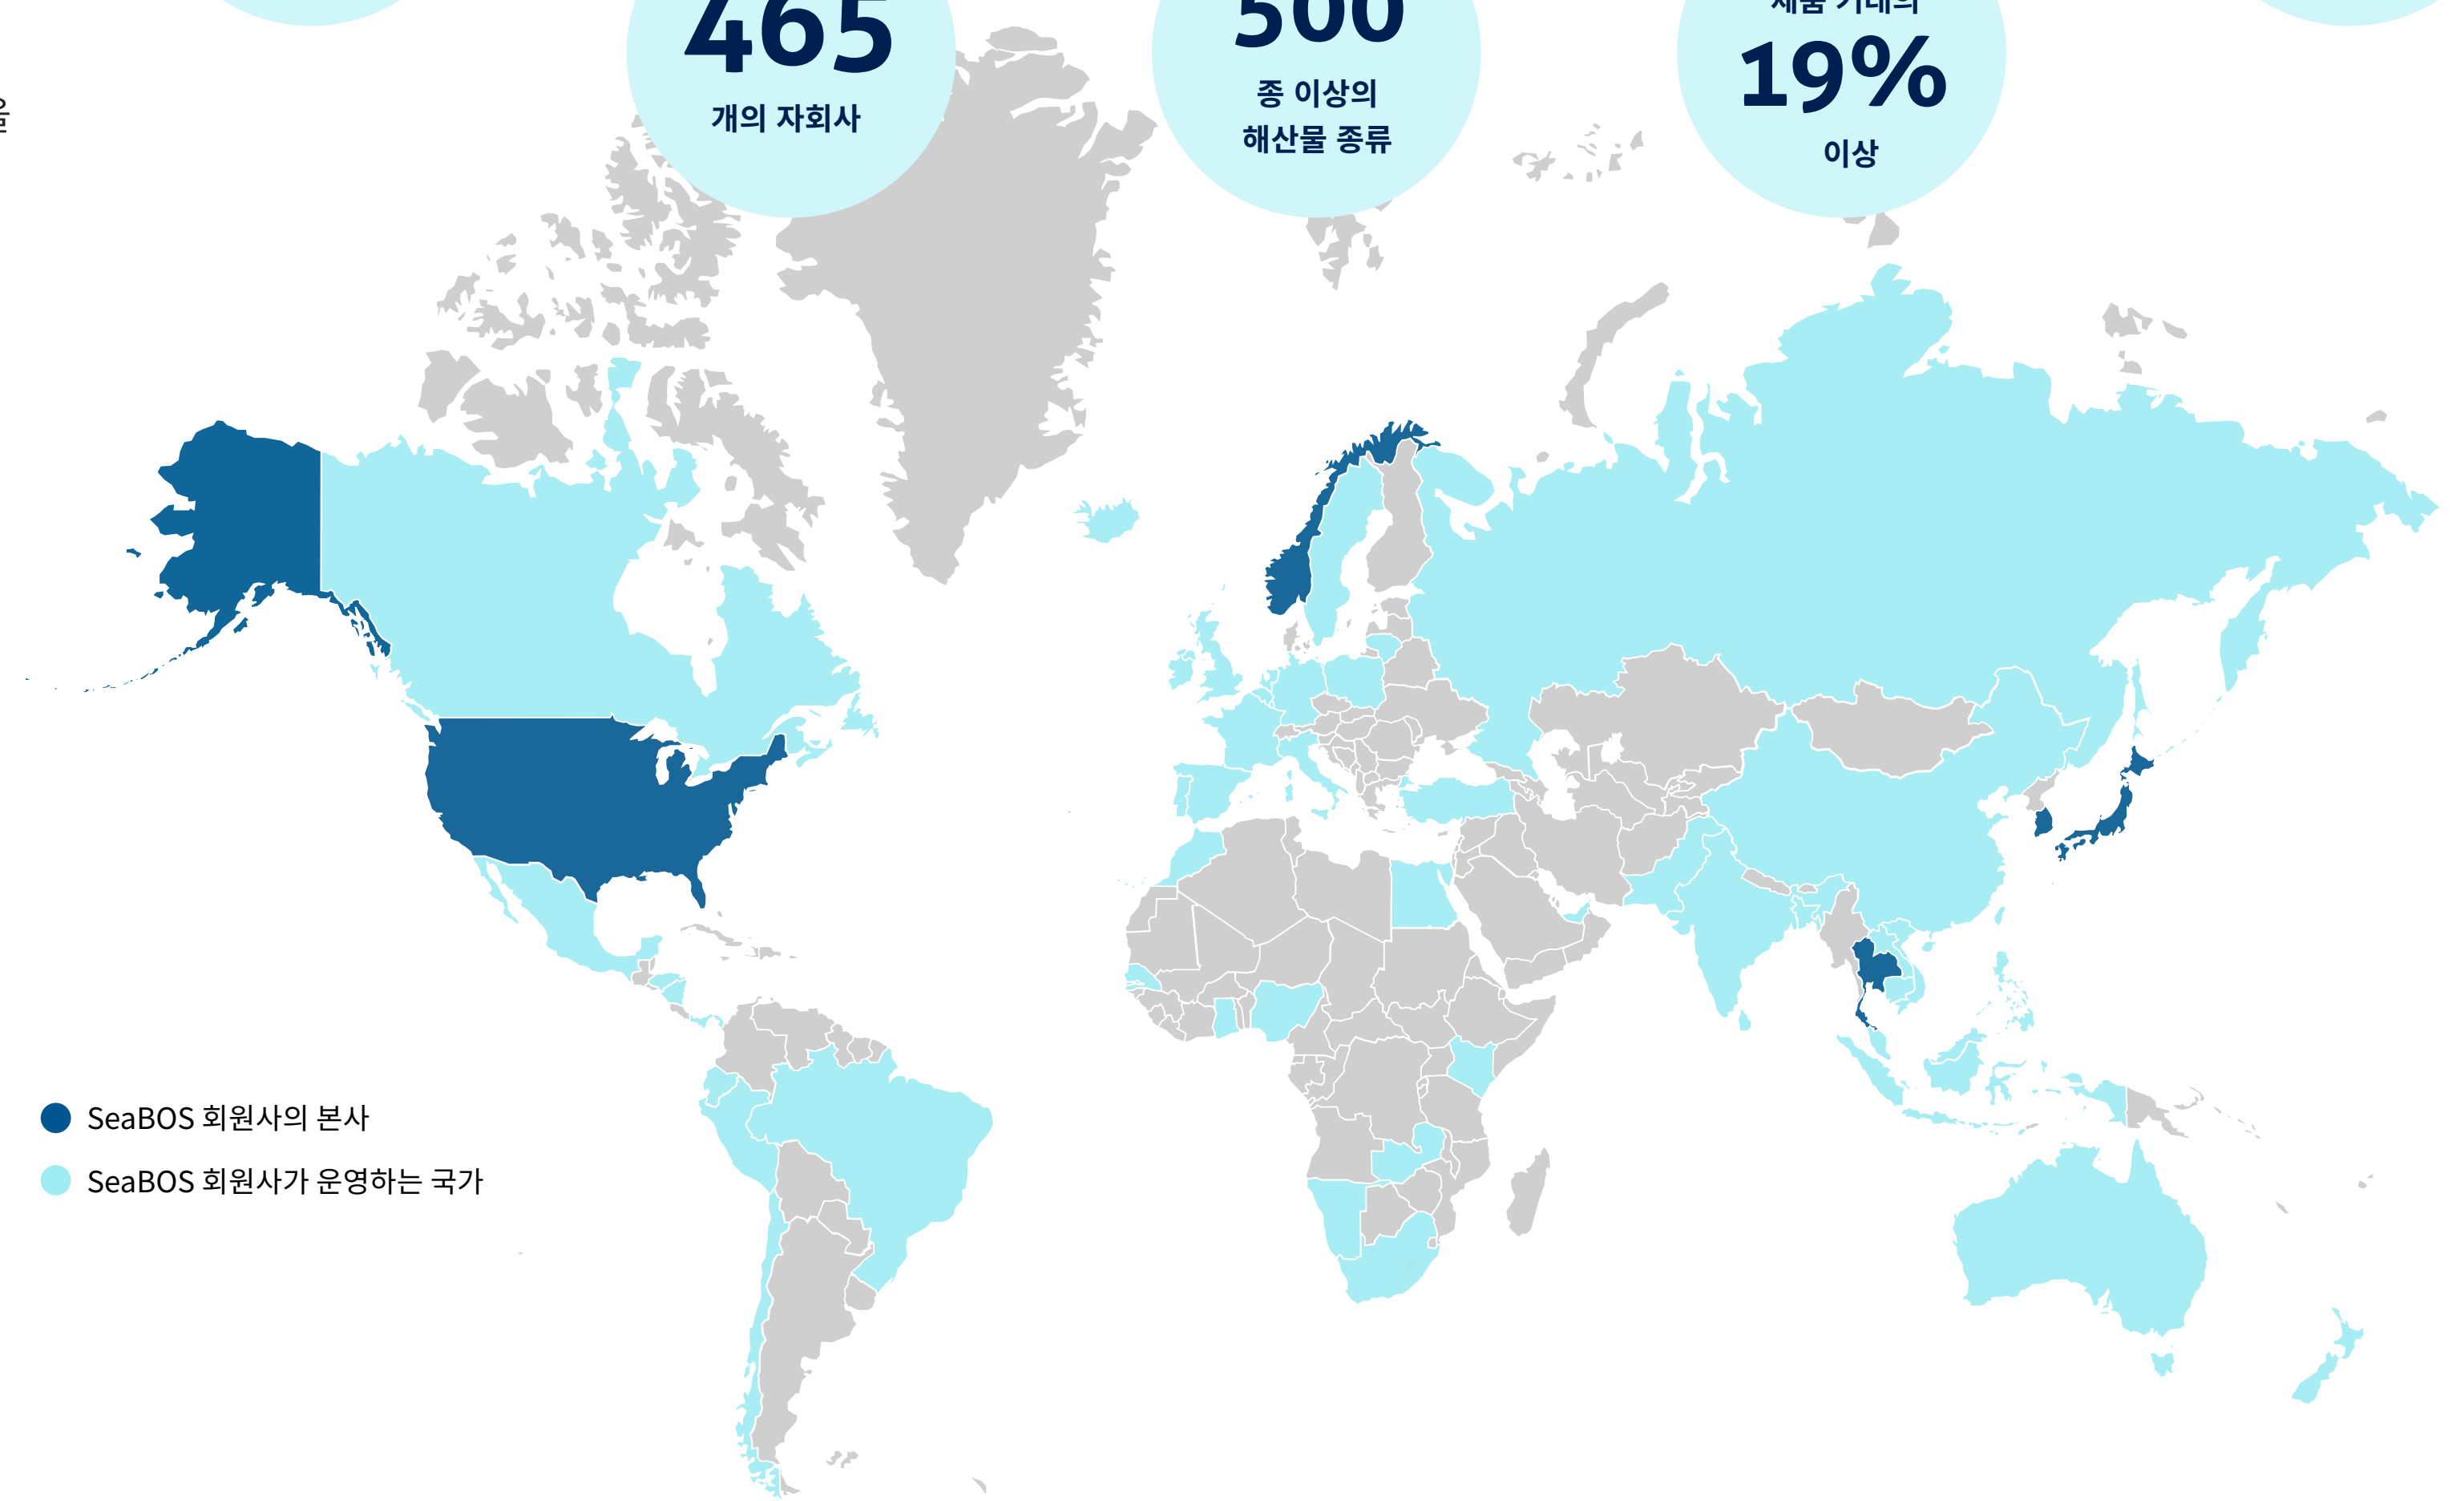 465
개의 자회사
500
종 이상의
해산물 종류
19%
이상
SeaBOS 회원사의 본사
SeaBOS 회원사가 운영하는 국가